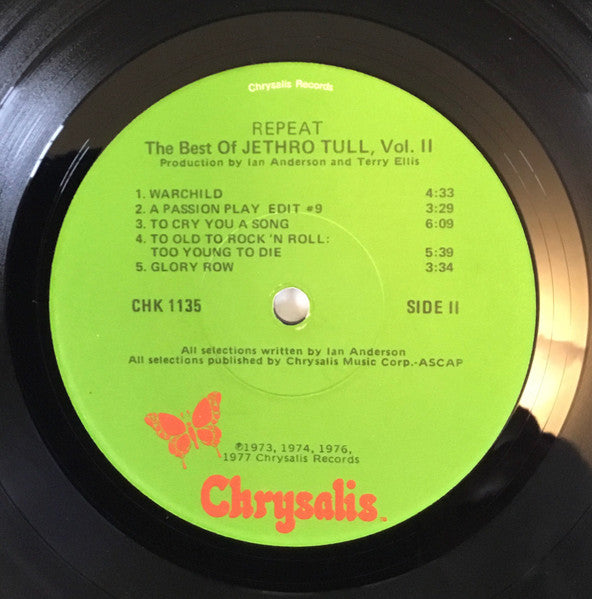 Chrysalis Records
REPEAT
The Best Of JETHRO TULL, Vol. II
Production by Ian Anderson and Terry Ellis
1. WARCHILD 4:33
2. A PASSION PLAY EDIT #9 3:29
3. TO CRY YOU A SONG 6:09
4. TO OLD TO ROCK 'N ROLL:
TOO YOUNG TO DIE 5:39
5. GLORY ROW 3:34
CHK 1135 SIDE II
All selections written by Ian Anderson
All selections published by Chrysalis Music Corp.-ASCAP
℗1973, 1974, 1976,
1977 Chrysalis Records
Chrysalis™